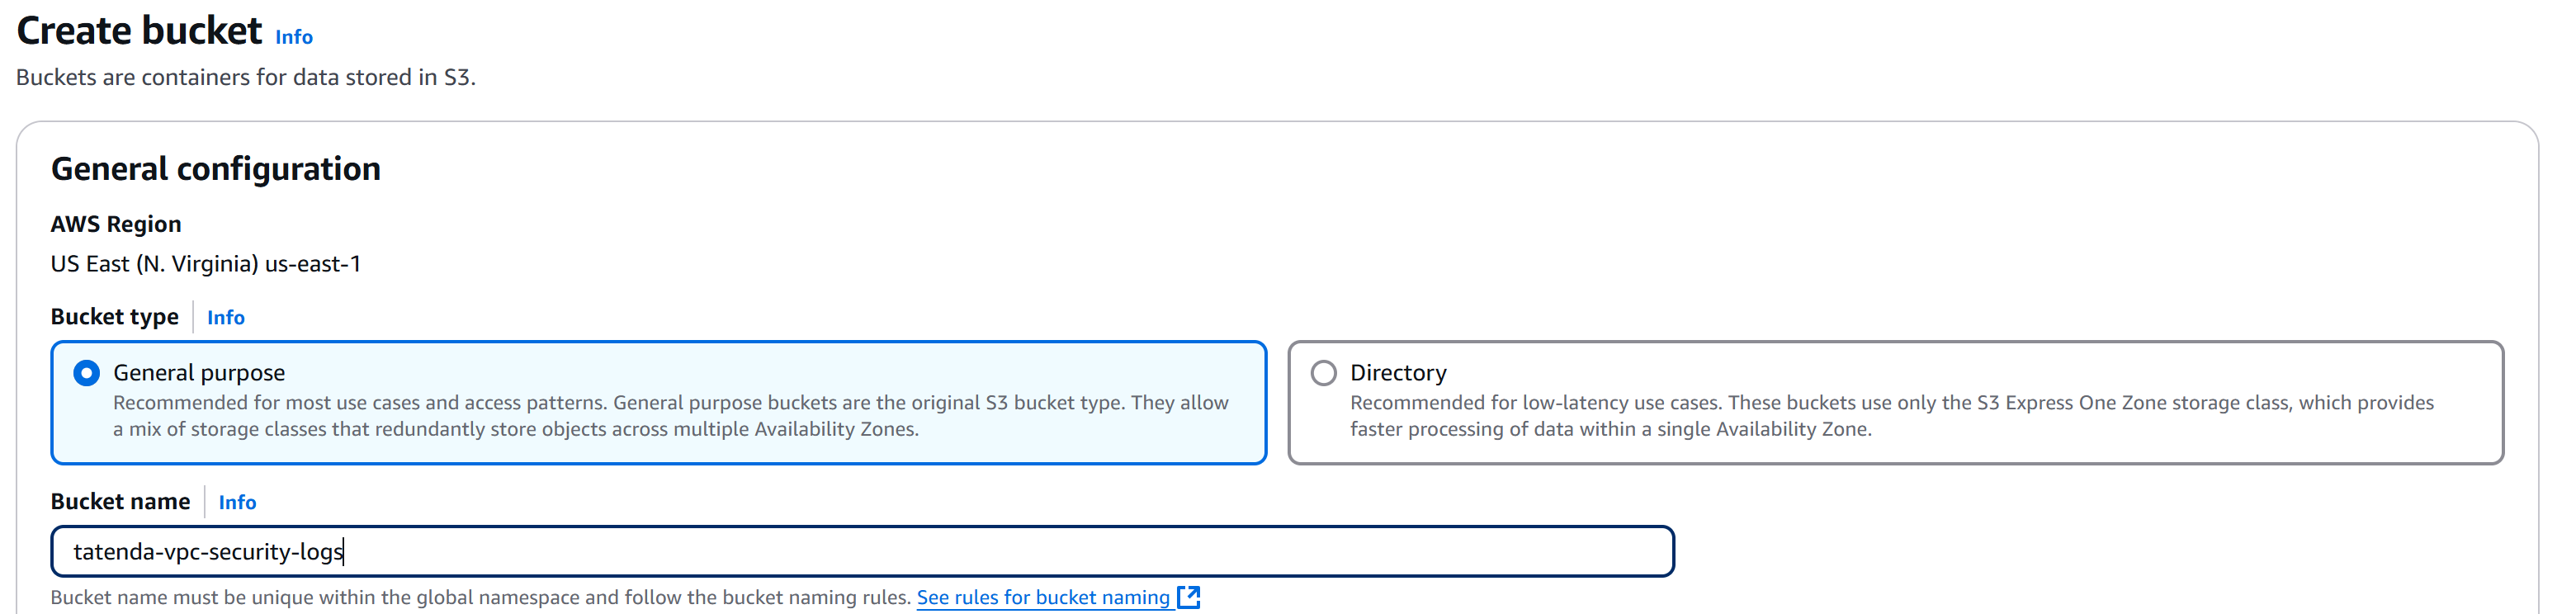 Create bucket Info
Buckets are containers for data stored in S3.
General configuration
AWS Region
US East (N. Virginia) us-east-1
Bucket type Info
General purpose
Recommended for most use cases and access patterns. General purpose buckets are the original S3 bucket type. They allow
a mix of storage classes that redundantly store objects across multiple Availability Zones.
Directory
Recommended for low-latency use cases. These buckets use only the S3 Express One Zone storage class, which provides
faster processing of data within a single Availability Zone.
Bucket name Info
tatenda-vpc-security-logs
Bucket name must be unique within the global namespace and follow the bucket naming rules. See rules for bucket naming